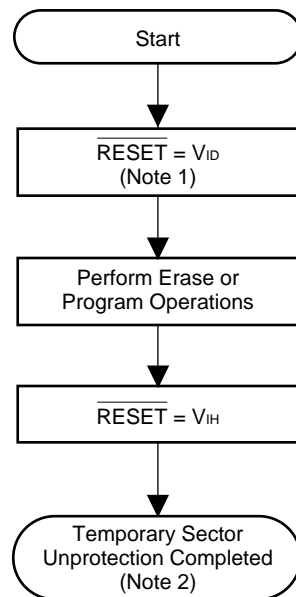 Start
RESET = VID
(Note 1)
Perform Erase or
Program Operations
RESET = VIH
Temporary Sector
Unprotection Completed
(Note 2)